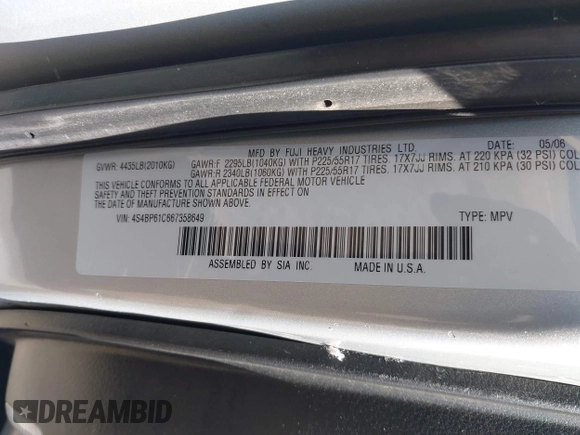 MFD BY FUJI HEAVY INDUSTRIES LTD. DATE: 05/06
GVWR: 4435LB(2010KG) GAWR:F 2295LB(1040KG) WITH P225/55R17 TIRES. 17X7JJ RIMS. AT 220 KPA (32 PSI) COLD
GAWR:R 2340LB(1060KG) WITH P225/55R17 TIRES. 17X7JJ RIMS. AT 210 KPA (30 PSI) COLD
THIS VEHICLE CONFORMS TO ALL APPLICABLE FEDERAL MOTOR VEHICLE
SAFETY AND THEFT PREVENTION STANDARDS IN EFFECT ON
THE DATE OF MANUFACTURE SHOWN ABOVE.
VIN: 4S4BP61C667358649 TYPE: MPV
ASSEMBLED BY SIA INC. MADE IN U.S.A.
DREAMBID